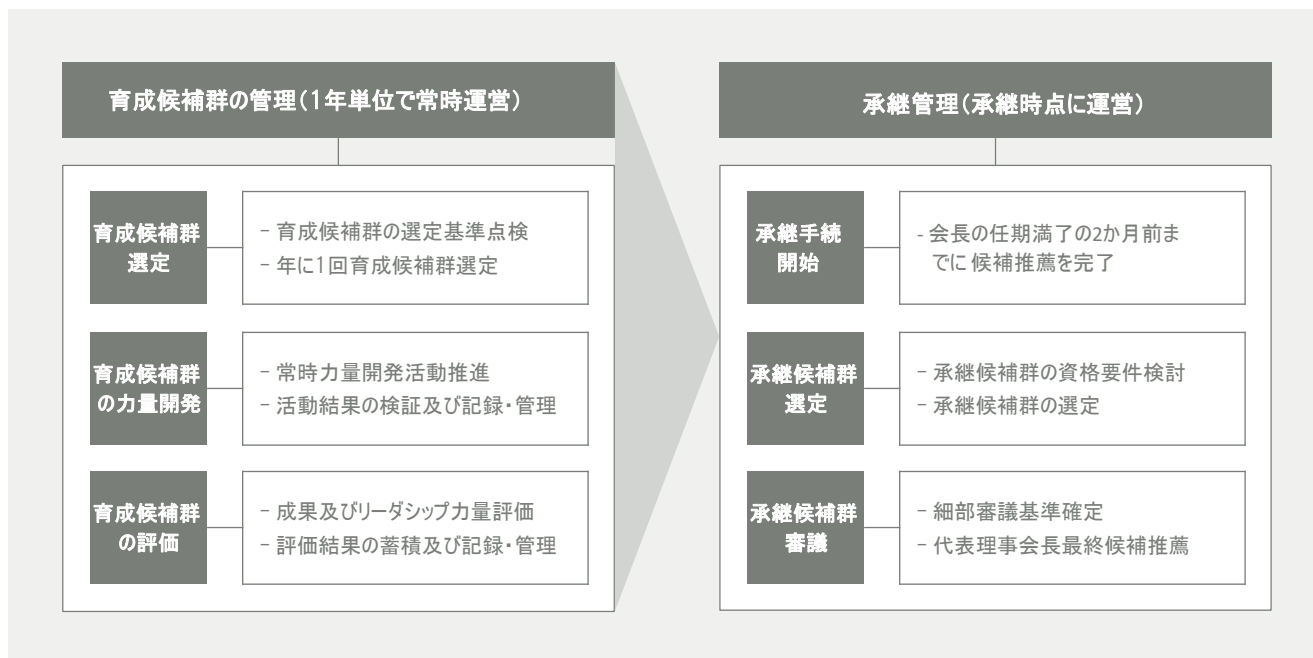 育成候補群の管理（1年単位で常時運営）
育成候補群
選定
- 育成候補群の選定基準点検
- 年に1回育成候補群選定
育成候補群
の力量開発
- 常時力量開発活動推進
- 活動結果の検証及び記録・管理
育成候補群
の評価
- 成果及びリーダシップ力量評価
- 評価結果の蓄積及び記録・管理
承継管理（承継時点に運営）
承継手続
開始
- 会長の任期満了の2か月前ま
でに 候補推薦を完了
承継候補群
選定
- 承継候補群の資格要件検討
- 承継候補群の選定
承継候補群
審議
- 細部審議基準確定
- 代表理事会長最終候補推薦